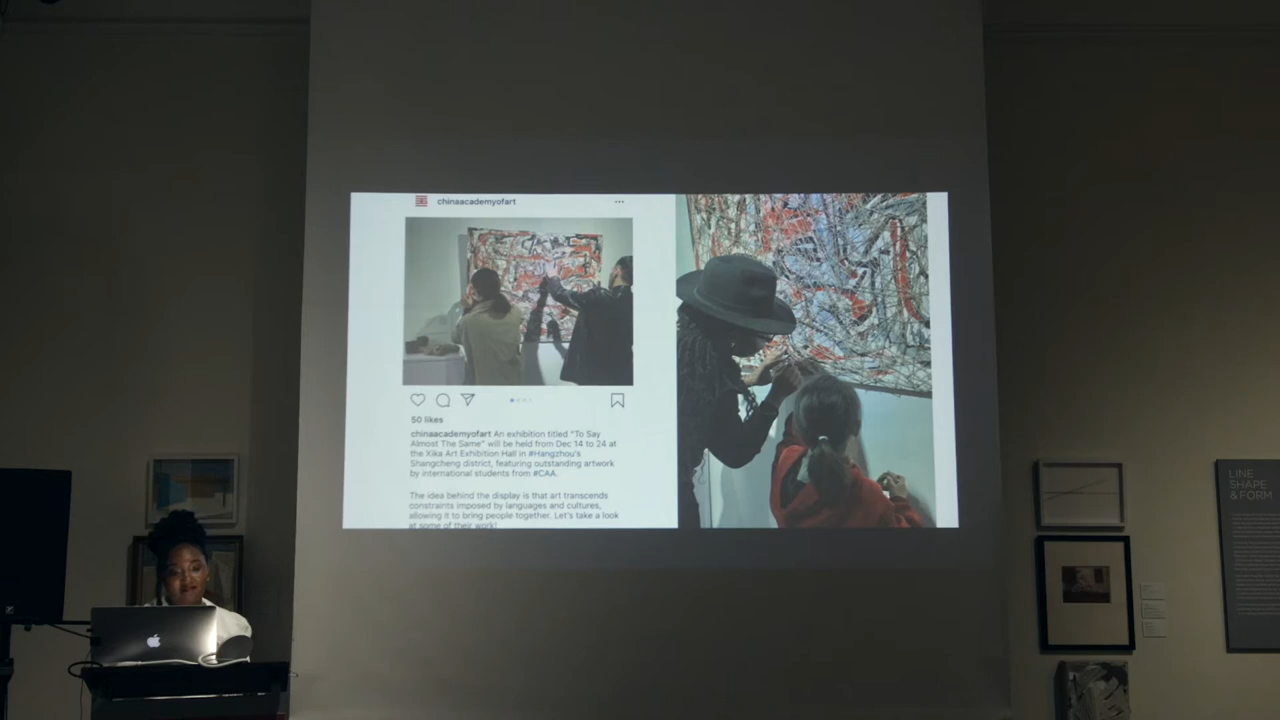 chinaacademyofart
50 likes
chinaacademyofart An exhibition titled "To Say
Almost The Same" will be held from Dec 14 to 24 at
the Xika Art Exhibition Hall in #Hangzhou's
Shangcheng district, featuring outstanding artwork
by international students from #CAA.
The idea behind the display is that art transcends
constraints imposed by languages and cultures,
allowing it to bring people together. Let's take a look
at some of their work!
LINE
SHAPE
& FORM